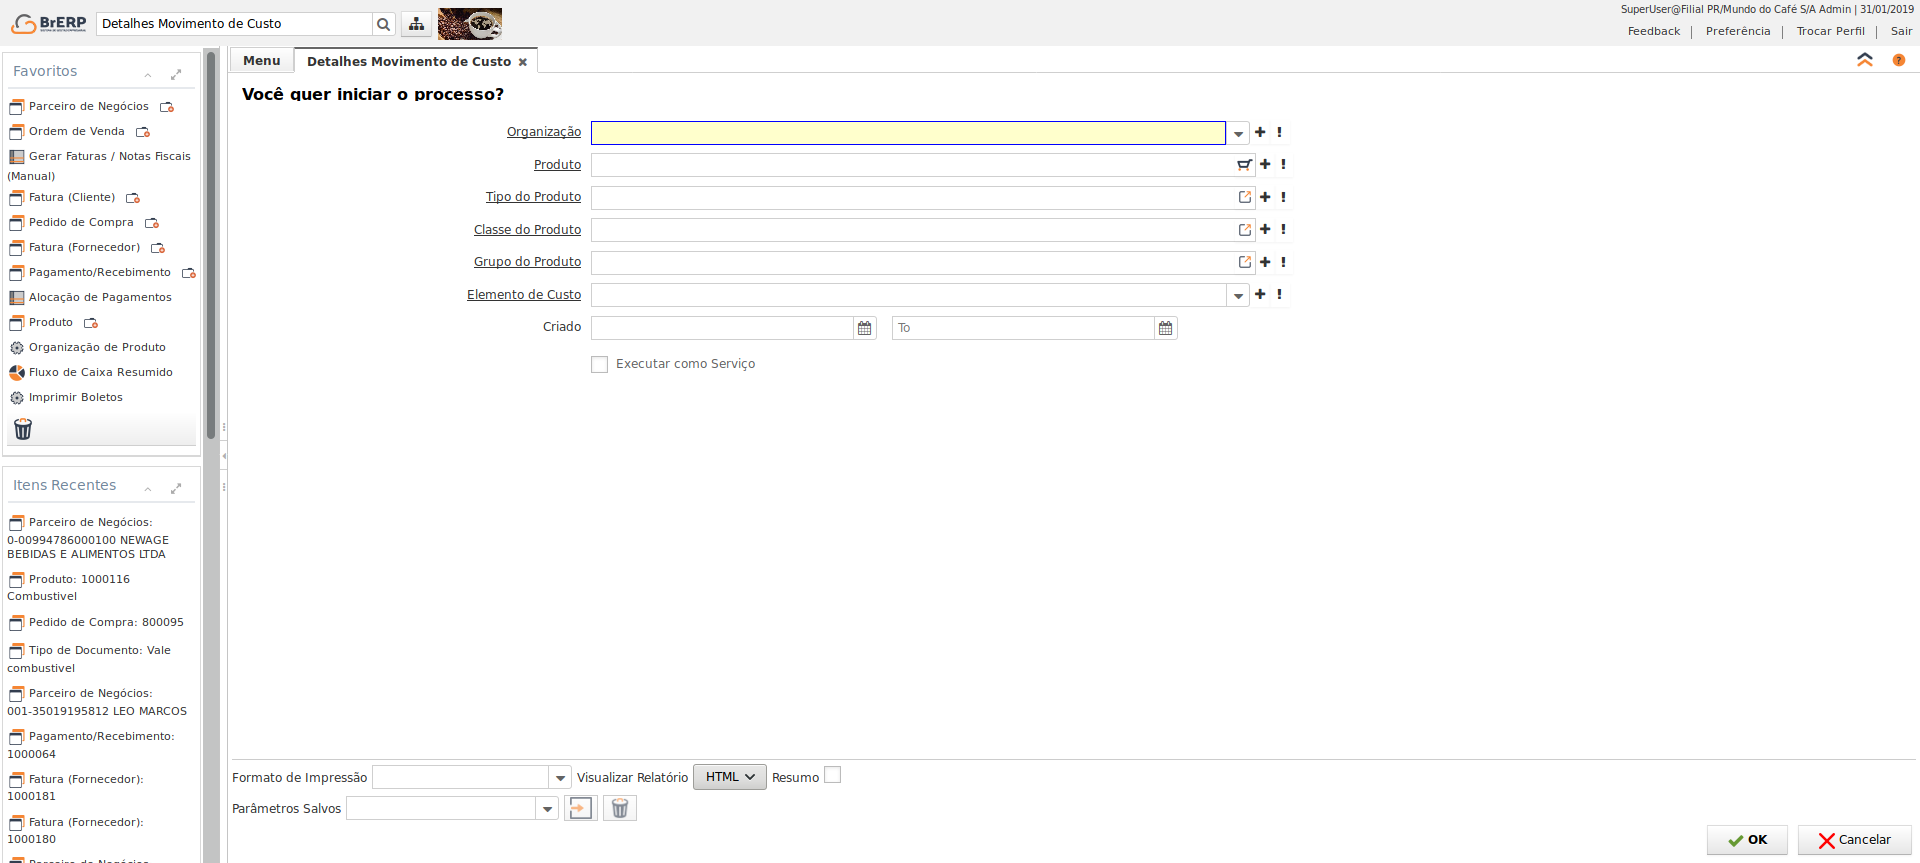 BrERP
Detalhes Movimento de Custo
SuperUser@Filial PR/Mundo do Café S/A Admin | 31/01/2019
Feedback | Preferência | Trocar Perfil | Sair
Favoritos
Parceiro de Negócios
Ordem de Venda
Gerar Faturas / Notas Fiscais
(Manual)
Fatura (Cliente)
Pedido de Compra
Fatura (Fornecedor)
Pagamento/Recebimento
Alocação de Pagamentos
Produto
Organização de Produto
Fluxo de Caixa Resumido
Imprimir Boletos
Itens Recentes
Parceiro de Negócios:
0-00994786000100 NEWAGE
BEBIDAS E ALIMENTOS LTDA
Produto: 1000116
Combustivel
Pedido de Compra: 800095
Tipo de Documento: Vale
combustivel
Parceiro de Negócios:
001-35019195812 LEO MARCOS
Pagamento/Recebimento:
1000064
Fatura (Fornecedor):
1000181
Fatura (Fornecedor):
1000180
Parceiro de Negócios
Menu
Detalhes Movimento de Custo
Você quer iniciar o processo?
Organização
Produto
Tipo do Produto
Classe do Produto
Grupo do Produto
Elemento de Custo
Criado To
Executar como Serviço
Formato de Impressão Visualizar Relatório HTML Resumo
Parâmetros Salvos
OK Cancelar